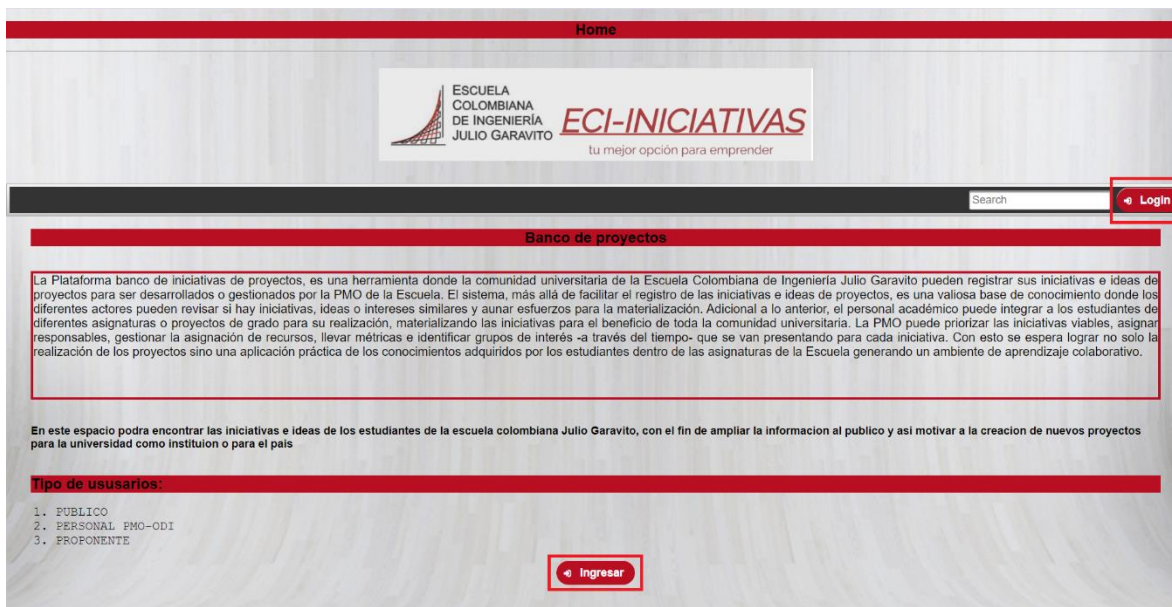 Home
ESCUELA
COLOMBIANA
DE INGENIERÍA
JULIO GARAVITO
ECI-INICIATIVAS
tu mejor opción para emprender
Search
Login
Banco de proyectos
La Plataforma banco de iniciativas de proyectos, es una herramienta donde la comunidad universitaria de la Escuela Colombiana de Ingeniería Julio Garavito pueden registrar sus iniciativas e ideas de
proyectos para ser desarrollados o gestionados por la PMO de la Escuela. El sistema, más allá de facilitar el registro de las iniciativas e ideas de proyectos, es una valiosa base de conocimiento donde los
diferentes actores pueden revisar si hay iniciativas, ideas o intereses similares y aunar esfuerzos para la materialización. Adicional a lo anterior, el personal académico puede integrar a los estudiantes de
diferentes asignaturas o proyectos de grado para su realización, materializando las iniciativas para el beneficio de toda la comunidad universitaria. La PMO puede priorizar las iniciativas viables, asignar
responsables, gestionar la asignación de recursos, llevar métricas e identificar grupos de interés -a través del tiempo- que se van presentando para cada iniciativa. Con esto se espera lograr no solo la
realización de los proyectos sino una aplicación práctica de los conocimientos adquiridos por los estudiantes dentro de las asignaturas de la Escuela generando un ambiente de aprendizaje colaborativo.
En este espacio podra encontrar las iniciativas e ideas de los estudiantes de la escuela colombiana Julio Garavito, con el fin de ampliar la informacion al publico y asi motivar a la creacion de nuevos proyectos
para la universidad como instituion o para el pais
Tipo de ususarios:
1. PUBLICO
2. PERSONAL PMO-ODI
3. PROPONENTE
Ingresar